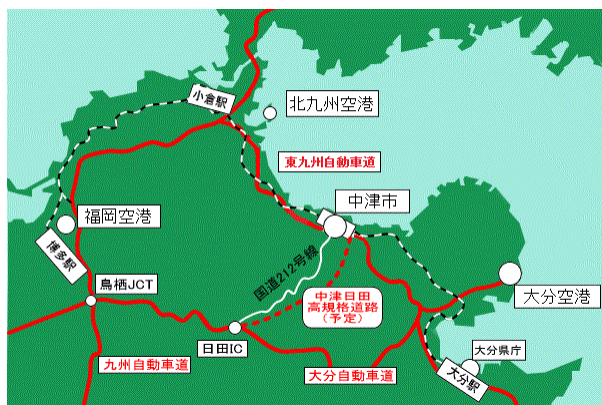 小倉駅
北九州空港
東九州自動車道
中津市
福岡空港
博多駅
国道212号線
鳥栖JCT
中津日田
高規格道路
(予定)
大分空港
日田IC
大分県庁
九州自動車道
大分自動車道
大分駅